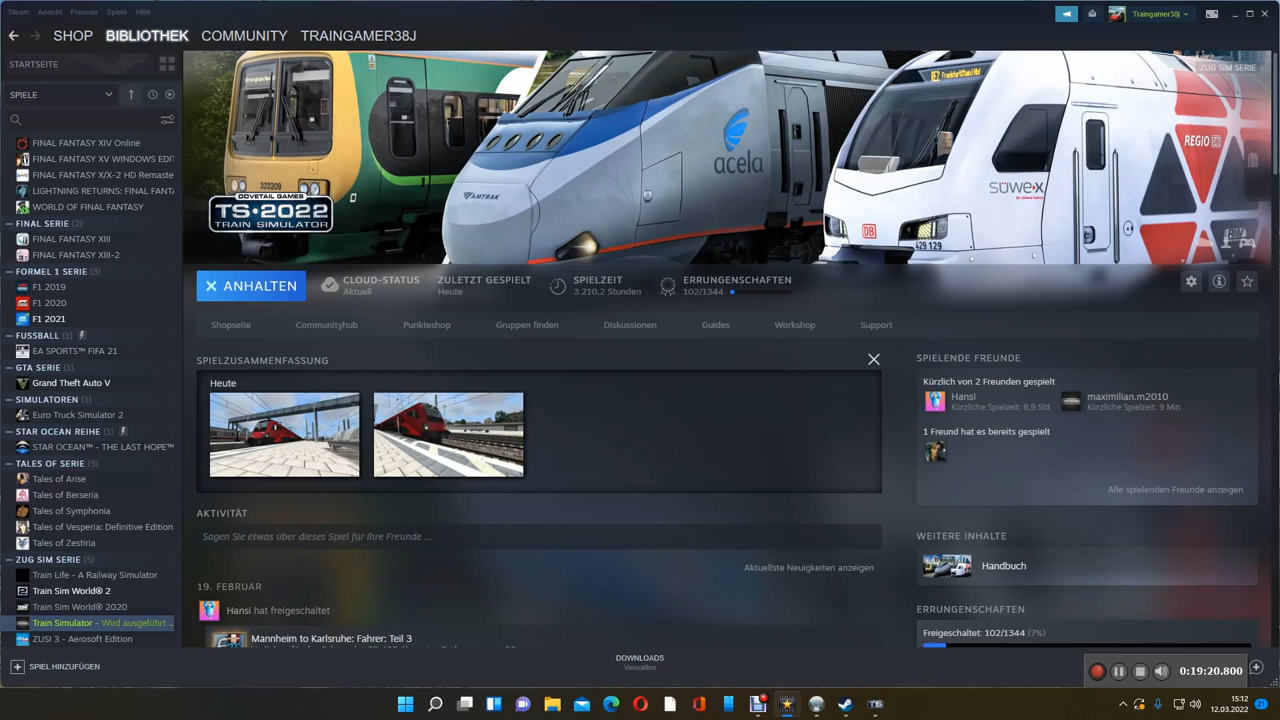 Steam Ansicht Freunde Spiele Hilfe
Traingamer38j
SHOP BIBLIOTHEK COMMUNITY TRAINGAMER38J
STARTSEITE
SPIELE
FINAL FANTASY XIV Online
FINAL FANTASY XV WINDOWS EDIT
FINAL FANTASY X/X-2 HD Remaste
LIGHTNING RETURNS: FINAL FANTA
WORLD OF FINAL FANTASY
— FINAL SERIE (2)
FINAL FANTASY XIII
FINAL FANTASY XIII-2
— FORMEL 1 SERIE (3)
F1 2019
F1 2020
F1 2021
— FUSSBALL (1)
EA SPORTS™ FIFA 21
— GTA SERIE (1)
Grand Theft Auto V
— SIMULATOREN (1)
Euro Truck Simulator 2
— STAR OCEAN REIHE (1)
STAR OCEAN™ - THE LAST HOPE™
— TALES OF SERIE (5)
Tales of Arise
Tales of Berseria
Tales of Symphonia
Tales of Vesperia: Definitive Edition
Tales of Zestiria
— ZUG SIM SERIE (5)
Train Life - A Railway Simulator
Train Sim World® 2
Train Sim World® 2020
Train Simulator - Wird ausgeführt ...
ZUSI 3 - Aerosoft Edition
+ SPIEL HINZUFÜGEN
ZUG SIM SERIE
323209
AMTRAK
acela
RE2 Frankfurt(Main) Hbf
DB
429 129
süwex
REGIO DB
DOVETAIL GAMES
TS·2022
TRAIN SIMULATOR
ANHALTEN
CLOUD-STATUS
Aktuell
ZULETZT GESPIELT
Heute
SPIELZEIT
3.210,2 Stunden
ERRUNGENSCHAFTEN
102/1344
Shopseite Communityhub Punkteshop Gruppen finden Diskussionen Guides Workshop Support
SPIELZUSAMMENFASSUNG
Heute
AKTIVITÄT
Sagen Sie etwas über dieses Spiel für Ihre Freunde ...
Aktuellste Neuigkeiten anzeigen
19. FEBRUAR
Hansi hat freigeschaltet
Mannheim to Karlsruhe: Fahrer: Teil 3
SPIELENDE FREUNDE
Kürzlich von 2 Freunden gespielt
Hansi
Kürzliche Spielzeit: 8,9 Std.
maximilian.m2010
Kürzliche Spielzeit: 9 Min.
1 Freund hat es bereits gespielt
Alle spielenden Freunde anzeigen
WEITERE INHALTE
Handbuch
ERRUNGENSCHAFTEN
Freigeschaltet: 102/1344 (7%)
DOWNLOADS
Verwalten
0:19:20.800
TS
15:12
12.03.2022
21